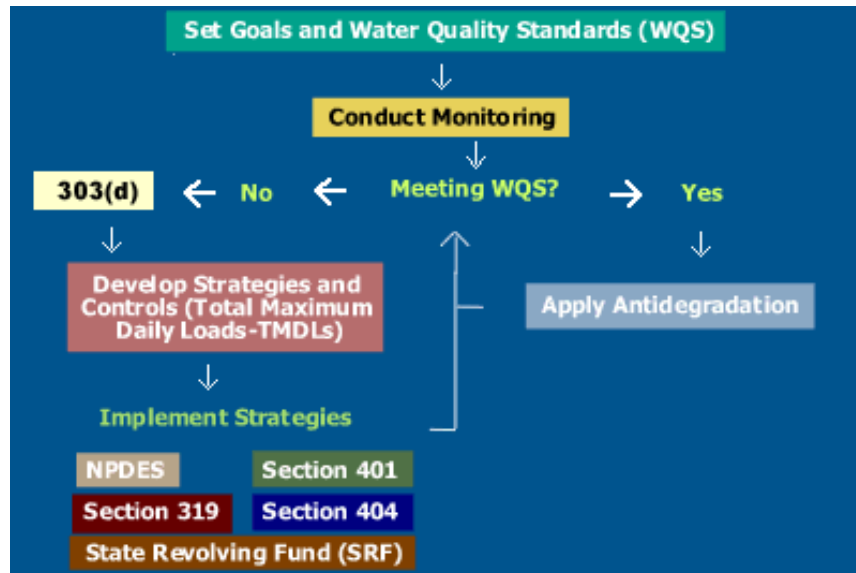 Set Goals and Water Quality Standards (WQS)
Conduct Monitoring
303(d)
No
Meeting WQS?
Yes
Develop Strategies and
Controls (Total Maximum
Daily Loads-TMDLs)
Apply Antidegradation
Implement Strategies
NPDES
Section 401
Section 319
Section 404
State Revolving Fund (SRF)